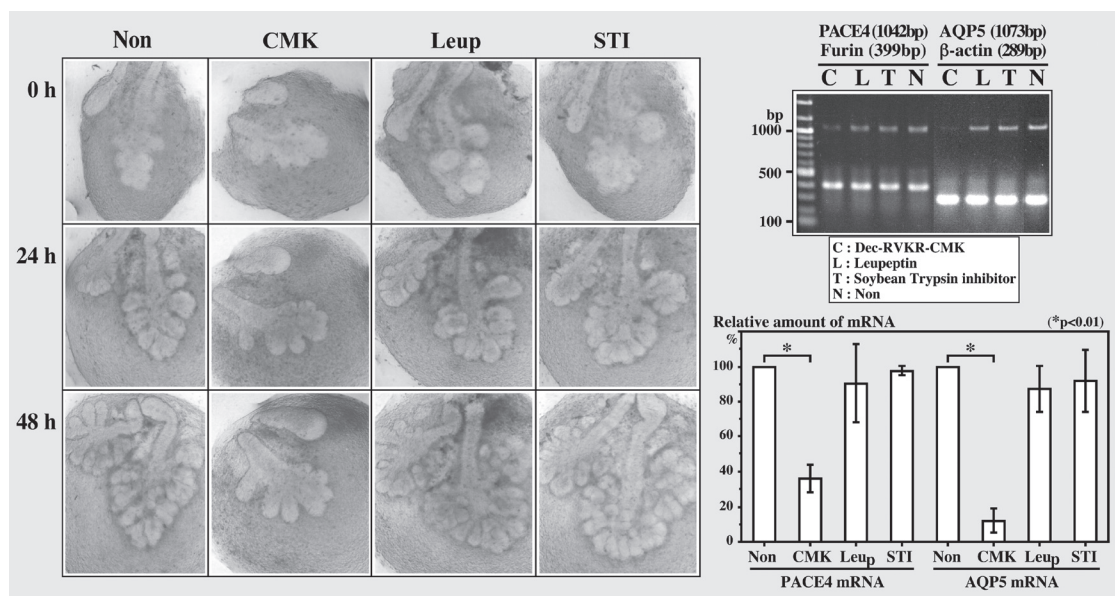 Non CMK Leup STI
0 h
24 h
48 h
PACE4 (1042bp) AQP5 (1073bp)
Furin (399bp) β-actin (289bp)
C L T N C L T N
bp
1000
500
100
C : Dec-RVKR-CMK
L : Leupeptin
T : Soybean Trypsin inhibitor
N : Non
Relative amount of mRNA (*p<0.01)
%
100
80
60
40
20
0
* *
Non CMK Leup STI Non CMK Leup STI
PACE4 mRNA AQP5 mRNA